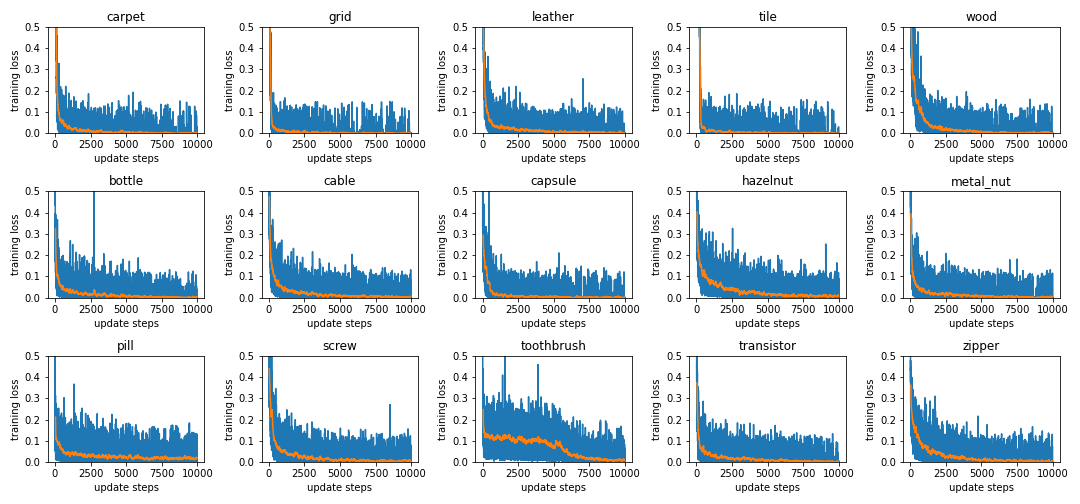 carpet grid leather tile wood
training loss training loss training loss training loss training loss
0.5 0.5 0.5 0.5 0.5
0.4 0.4 0.4 0.4 0.4
0.3 0.3 0.3 0.3 0.3
0.2 0.2 0.2 0.2 0.2
0.1 0.1 0.1 0.1 0.1
0.0 0.0 0.0 0.0 0.0
0 2500 5000 7500 10000 0 2500 5000 7500 10000 0 2500 5000 7500 10000 0 2500 5000 7500 10000 0 2500 5000 7500 10000
update steps update steps update steps update steps update steps
bottle cable capsule hazelnut metal_nut
training loss training loss training loss training loss training loss
0.5 0.5 0.5 0.5 0.5
0.4 0.4 0.4 0.4 0.4
0.3 0.3 0.3 0.3 0.3
0.2 0.2 0.2 0.2 0.2
0.1 0.1 0.1 0.1 0.1
0.0 0.0 0.0 0.0 0.0
0 2500 5000 7500 10000 0 2500 5000 7500 10000 0 2500 5000 7500 10000 0 2500 5000 7500 10000 0 2500 5000 7500 10000
update steps update steps update steps update steps update steps
pill screw toothbrush transistor zipper
training loss training loss training loss training loss training loss
0.5 0.5 0.5 0.5 0.5
0.4 0.4 0.4 0.4 0.4
0.3 0.3 0.3 0.3 0.3
0.2 0.2 0.2 0.2 0.2
0.1 0.1 0.1 0.1 0.1
0.0 0.0 0.0 0.0 0.0
0 2500 5000 7500 10000 0 2500 5000 7500 10000 0 2500 5000 7500 10000 0 2500 5000 7500 10000 0 2500 5000 7500 10000
update steps update steps update steps update steps update steps